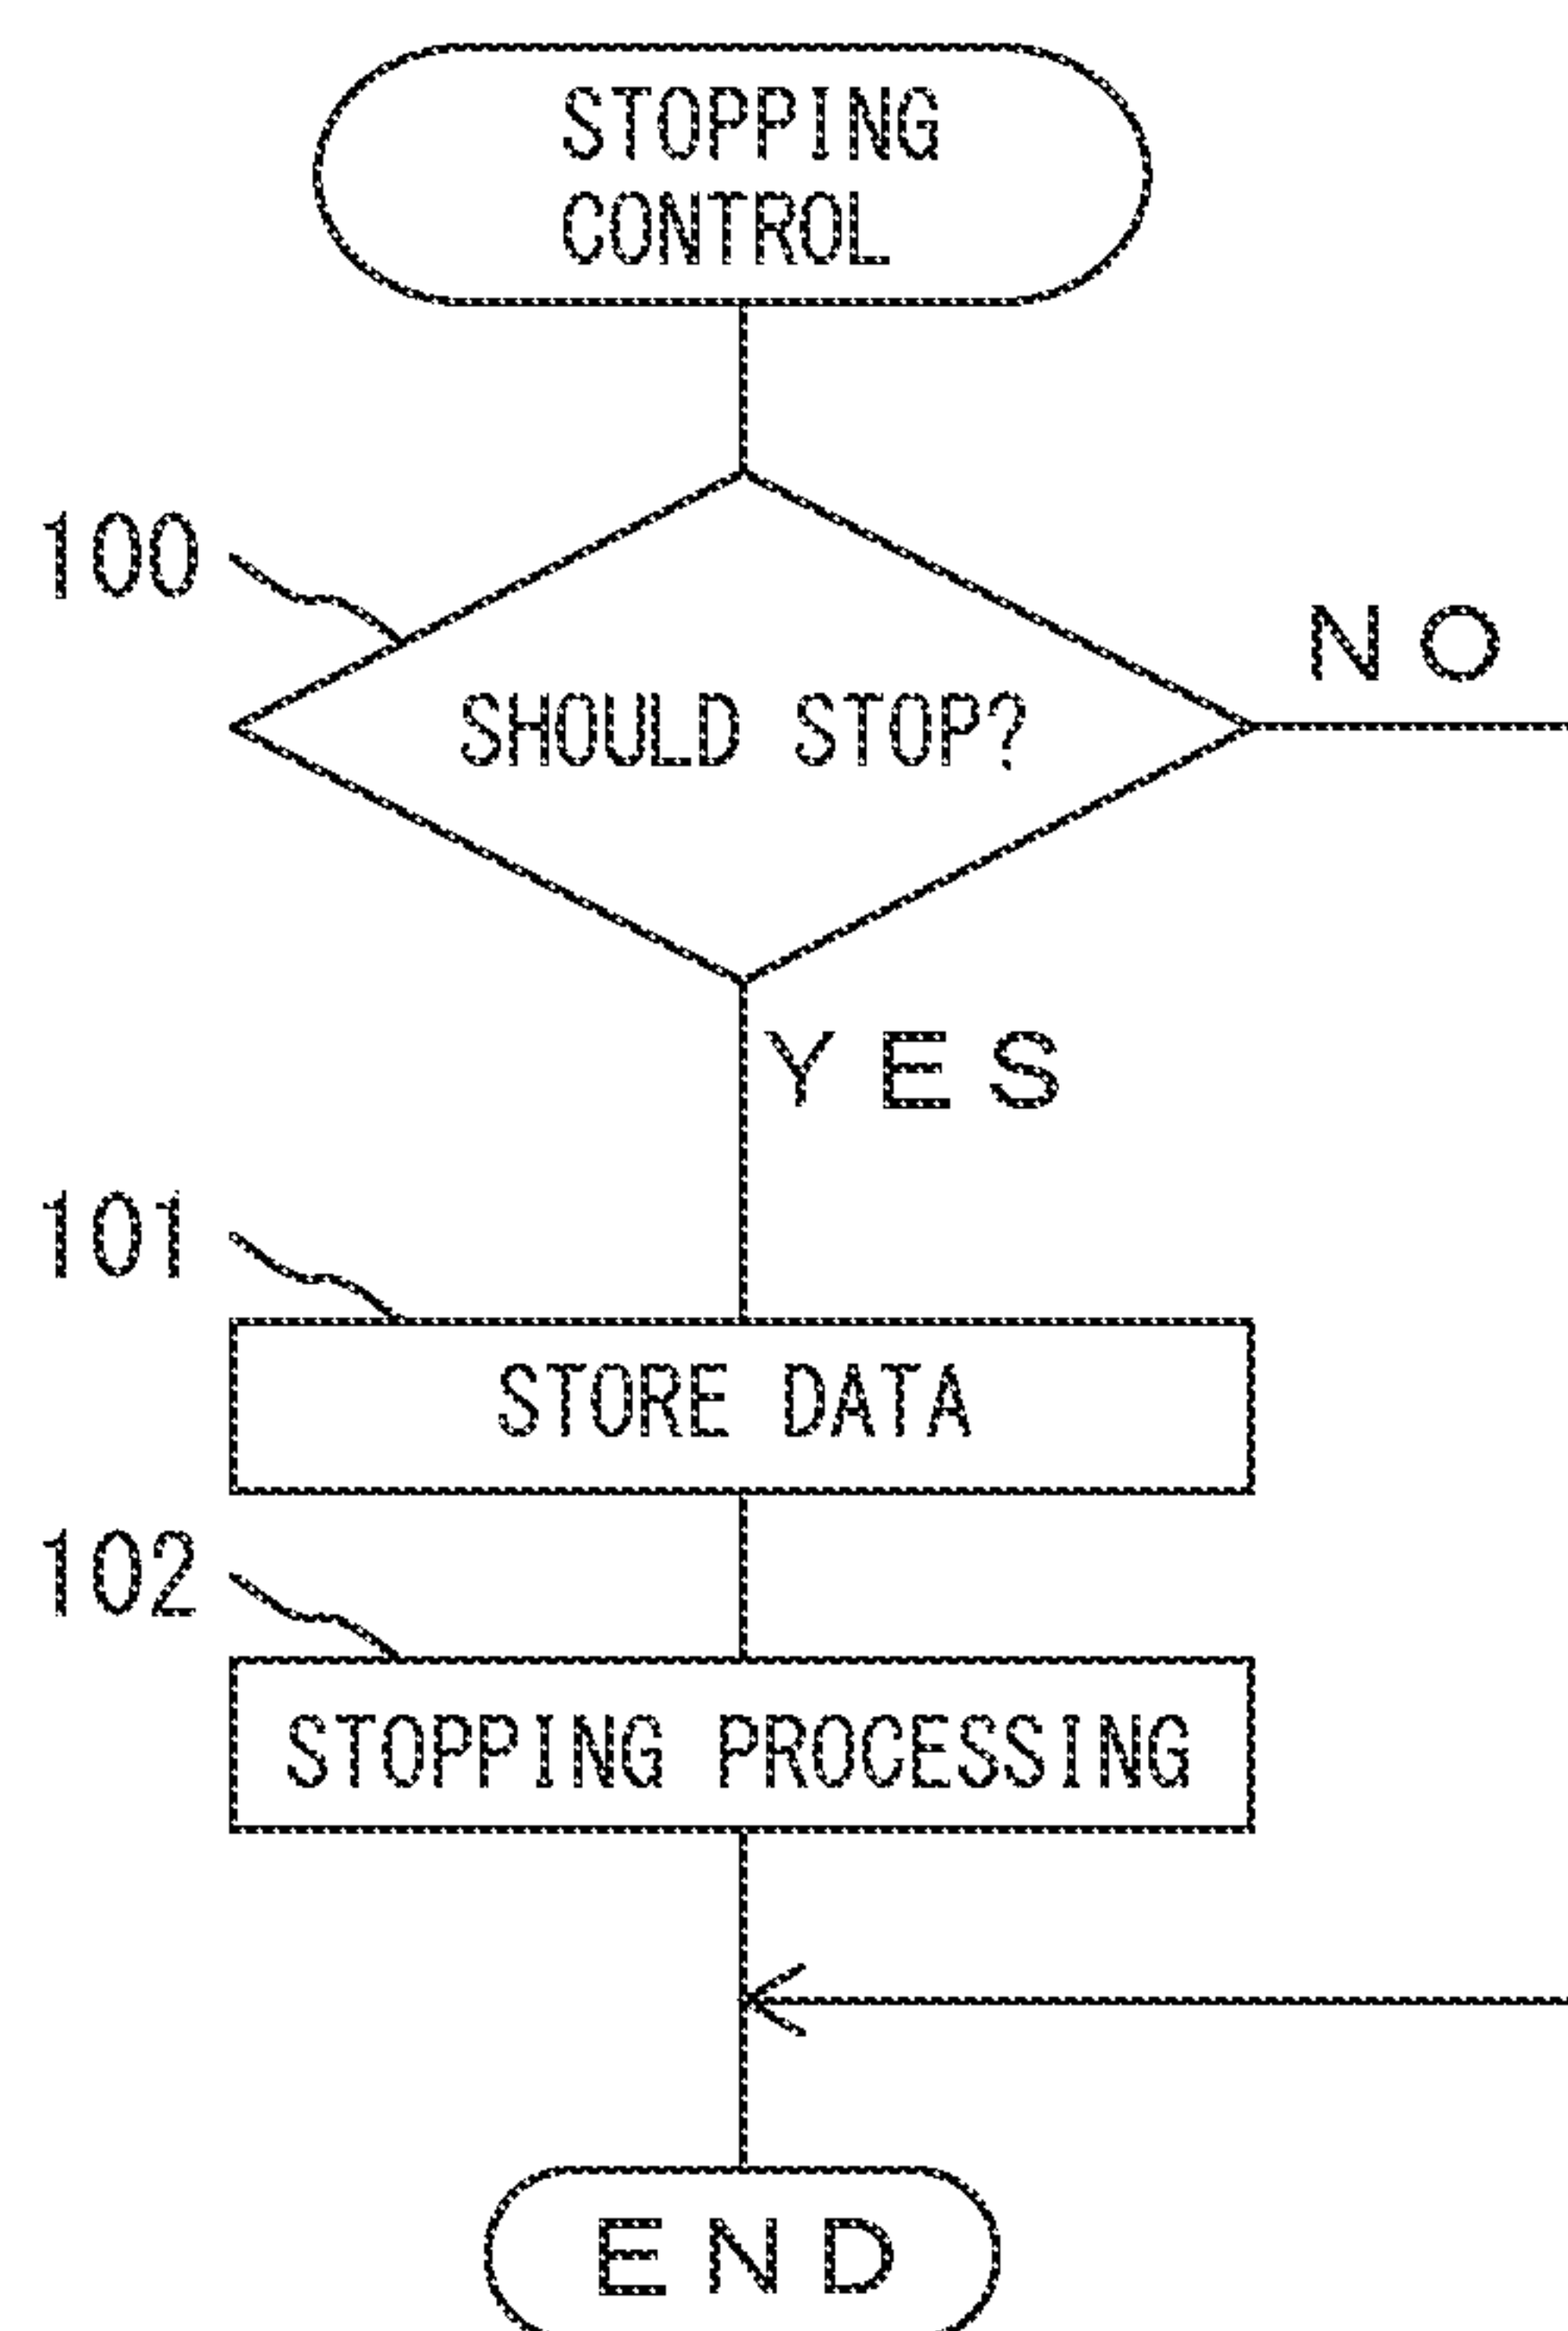 STOPPING
CONTROL
100
NO
SHOULD STOP?
YES
101
STORE DATA
102
STOPPING PROCESSING
END